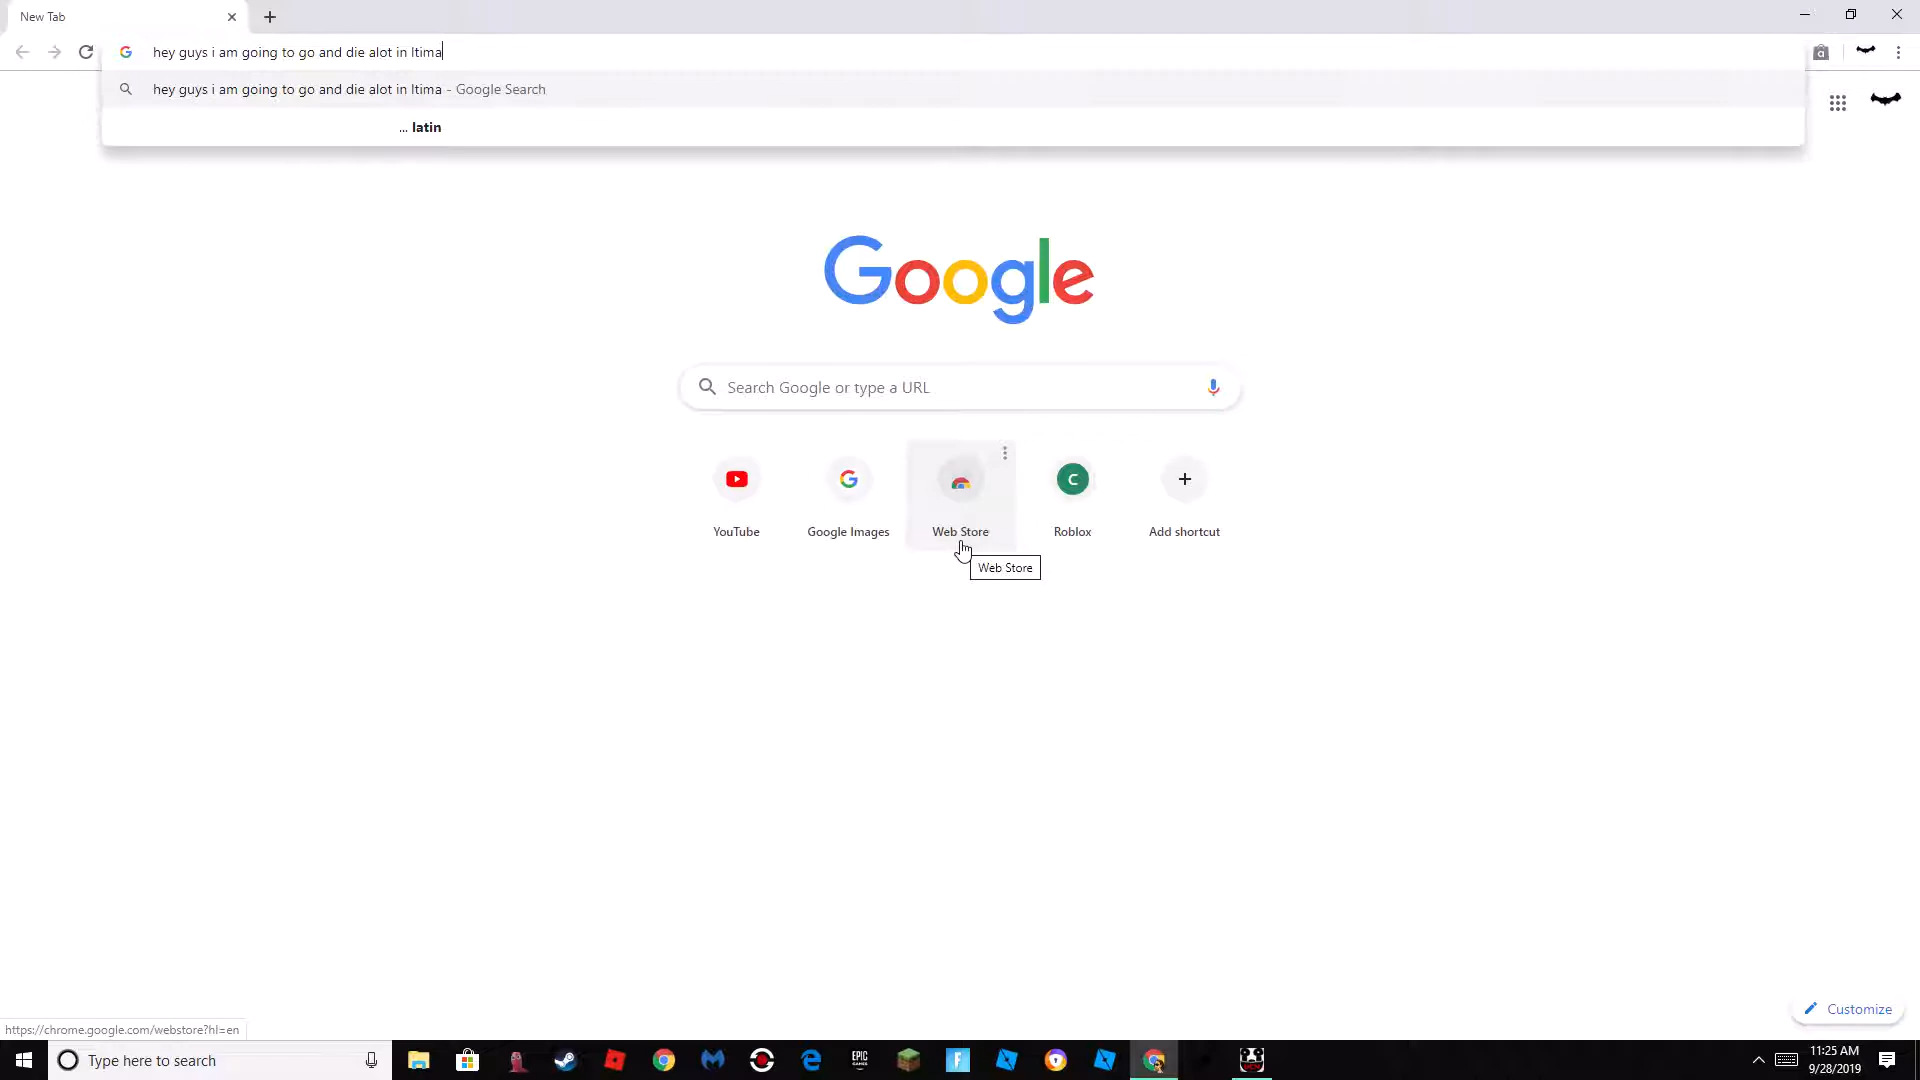 New Tab
hey guys i am going to go and die alot in ltima
hey guys i am going to go and die alot in ltima - Google Search
... latin
Google
Search Google or type a URL
C
YouTube
Google Images
Web Store
Roblox
Add shortcut
Web Store
Customize
https://chrome.google.com/webstore?hl=en
Type here to search
EPIC GAMES
11:25 AM
9/28/2019